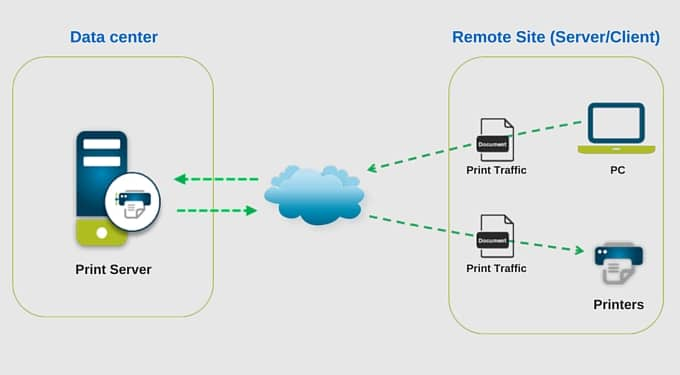 Data center
Remote Site (Server/Client)
Document
Print Traffic
PC
Print Server
Document
Print Traffic
Printers